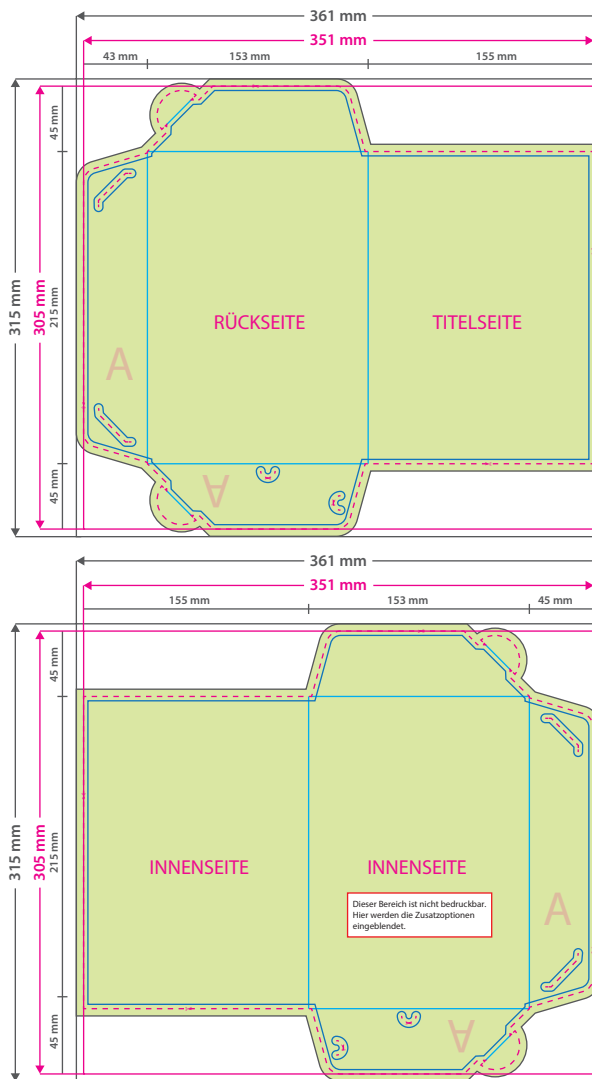 361 mm
351 mm
43 mm 153 mm 155 mm
45 mm
315 mm
305 mm
215 mm
RÜCKSEITE
TITELSEITE
A
A
45 mm
361 mm
351 mm
155 mm 153 mm 45 mm
45 mm
315 mm
305 mm
215 mm
INNENSEITE
INNENSEITE
Dieser Bereich ist nicht bedruckbar.
Hier werden die Zusatzoptionen
eingeblendet.
A
A
45 mm